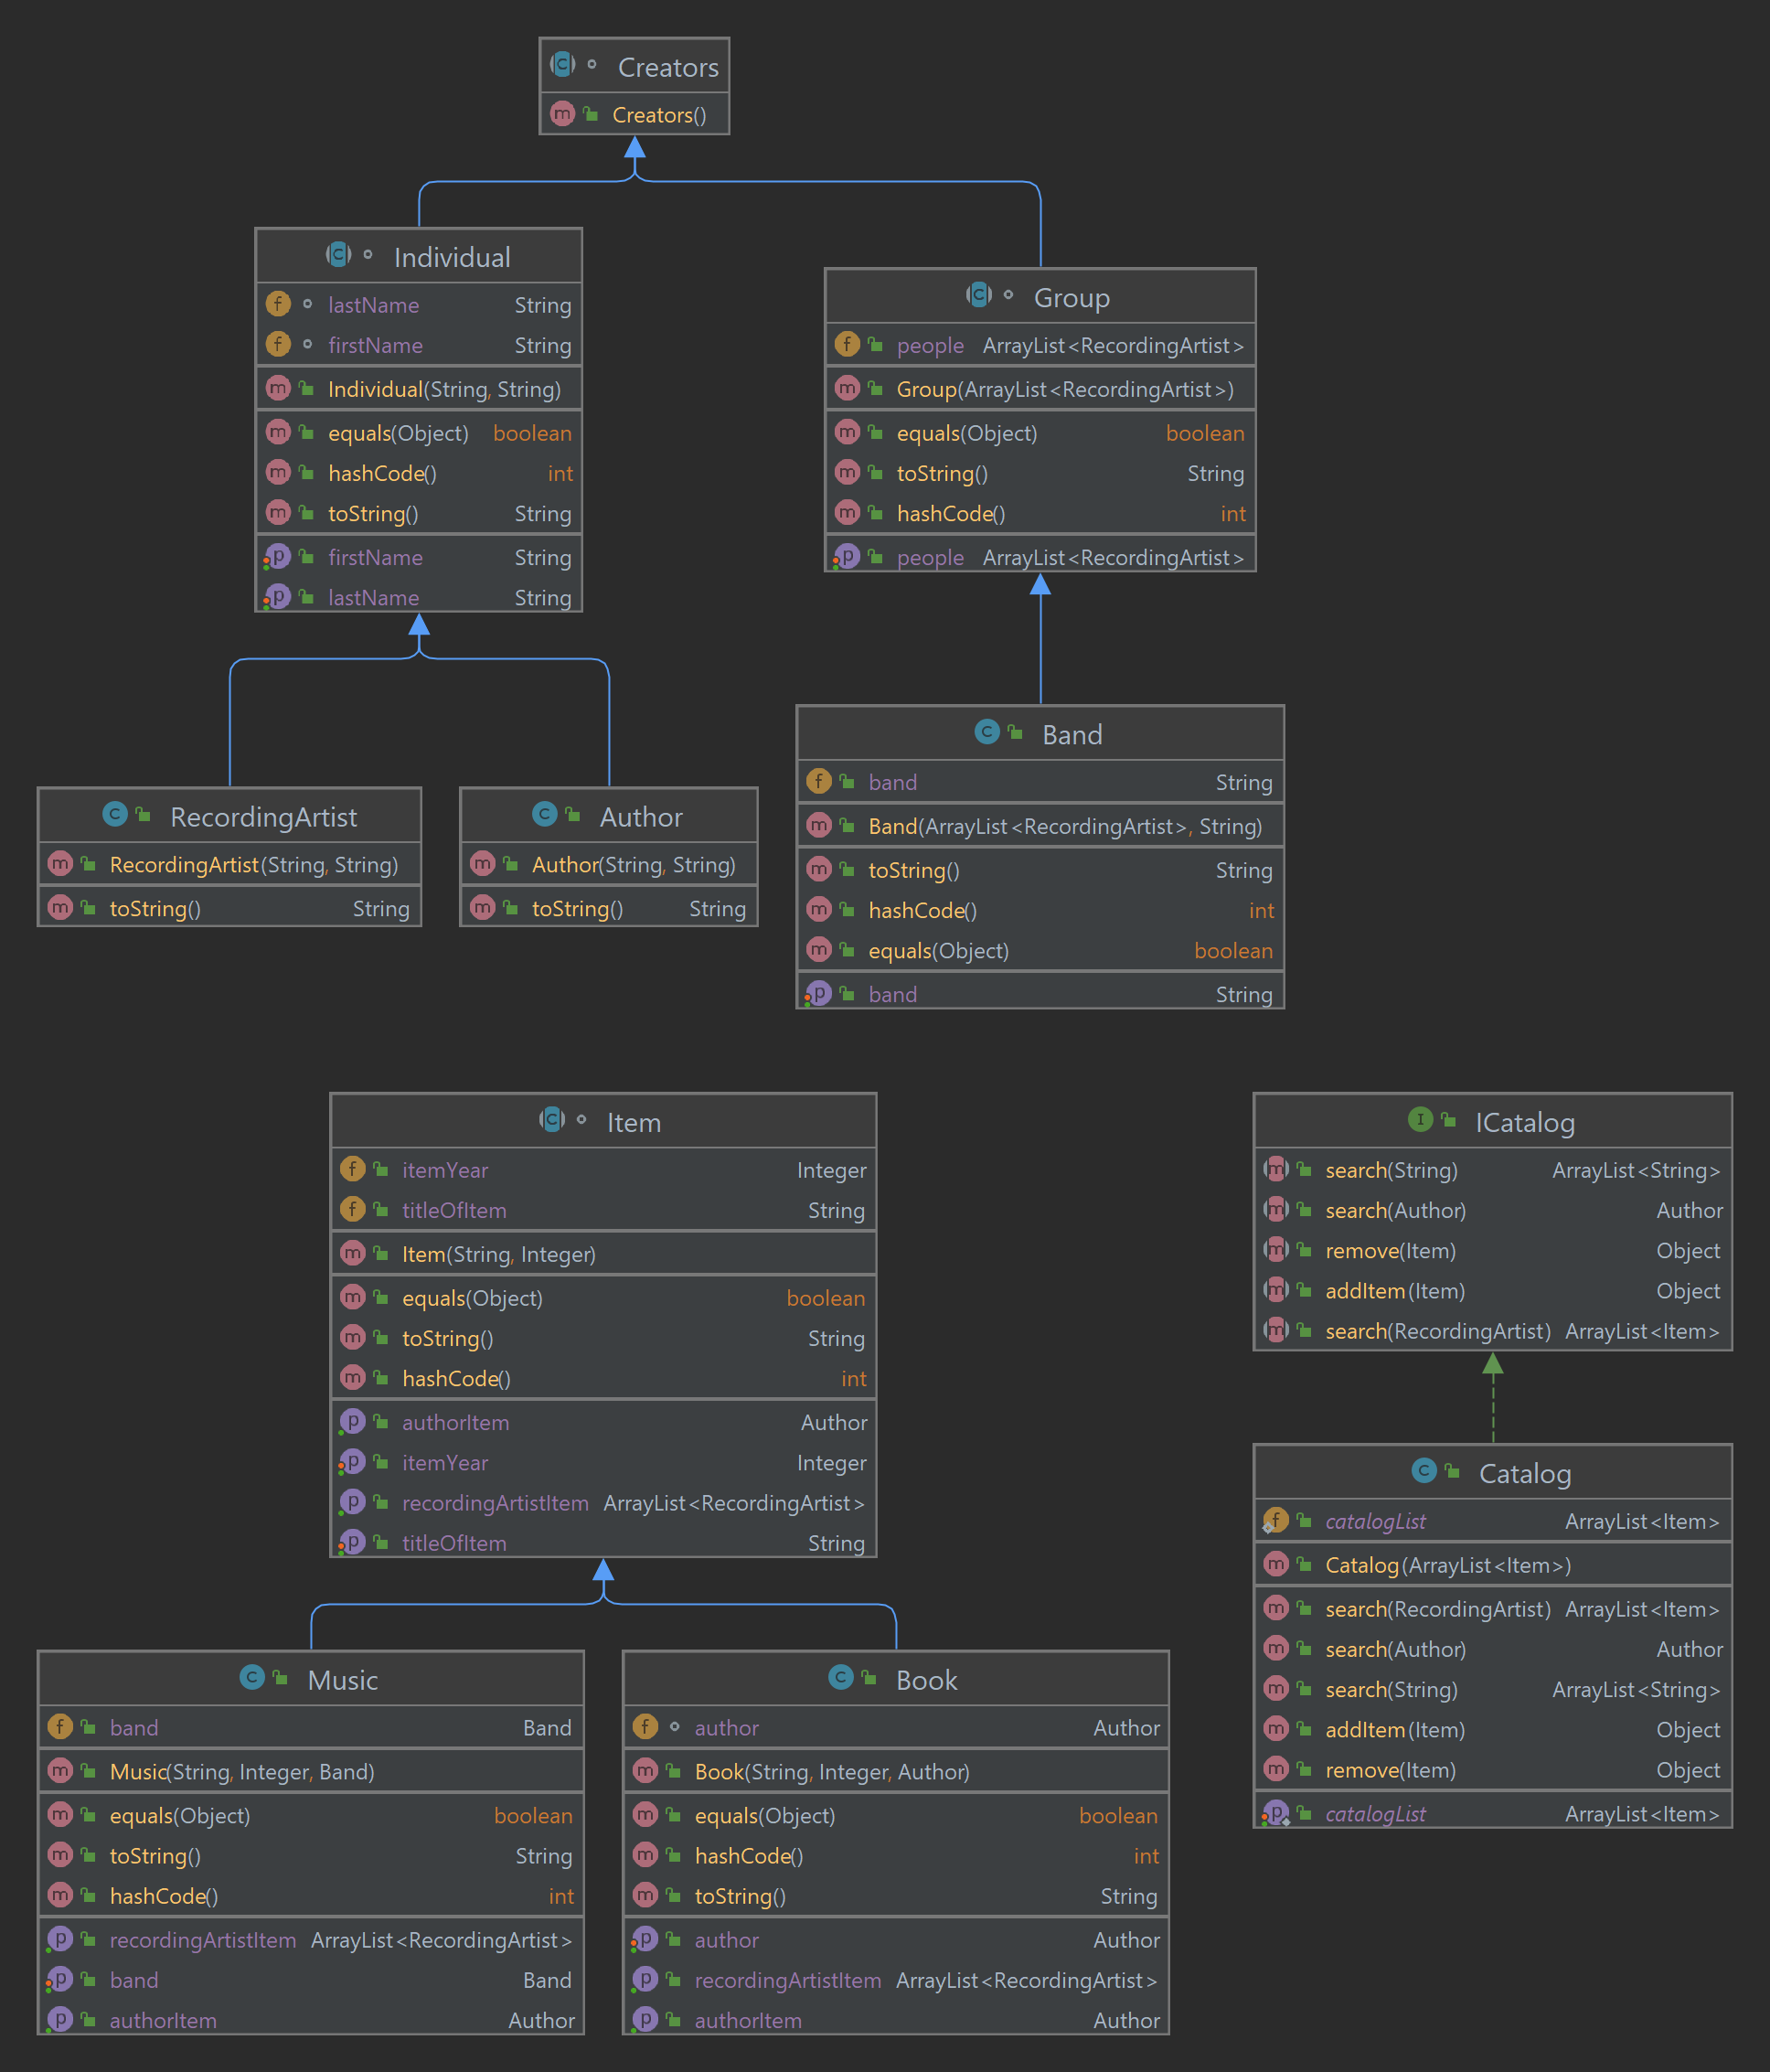 Creators
Creators()
Individual
lastName String
firstName String
Individual(String, String)
equals(Object) boolean
hashCode() int
toString() String
firstName String
lastName String
Group
people ArrayList<RecordingArtist>
Group(ArrayList<RecordingArtist>)
equals(Object) boolean
toString() String
hashCode() int
people ArrayList<RecordingArtist>
RecordingArtist
RecordingArtist(String, String)
toString() String
Author
Author(String, String)
toString() String
Band
band String
Band(ArrayList<RecordingArtist>, String)
toString() String
hashCode() int
equals(Object) boolean
band String
Item
itemYear Integer
titleOfItem String
Item(String, Integer)
equals(Object) boolean
toString() String
hashCode() int
authorItem Author
itemYear Integer
recordingArtistItem ArrayList<RecordingArtist>
titleOfItem String
ICatalog
search(String) ArrayList<String>
search(Author) Author
remove(Item) Object
addItem(Item) Object
search(RecordingArtist) ArrayList<Item>
Catalog
catalogList ArrayList<Item>
Catalog(ArrayList<Item>)
search(RecordingArtist) ArrayList<Item>
search(Author) Author
search(String) ArrayList<String>
addItem(Item) Object
remove(Item) Object
catalogList ArrayList<Item>
Music
band Band
Music(String, Integer, Band)
equals(Object) boolean
toString() String
hashCode() int
recordingArtistItem ArrayList<RecordingArtist>
band Band
authorItem Author
Book
author Author
Book(String, Integer, Author)
equals(Object) boolean
hashCode() int
toString() String
author Author
recordingArtistItem ArrayList<RecordingArtist>
authorItem Author